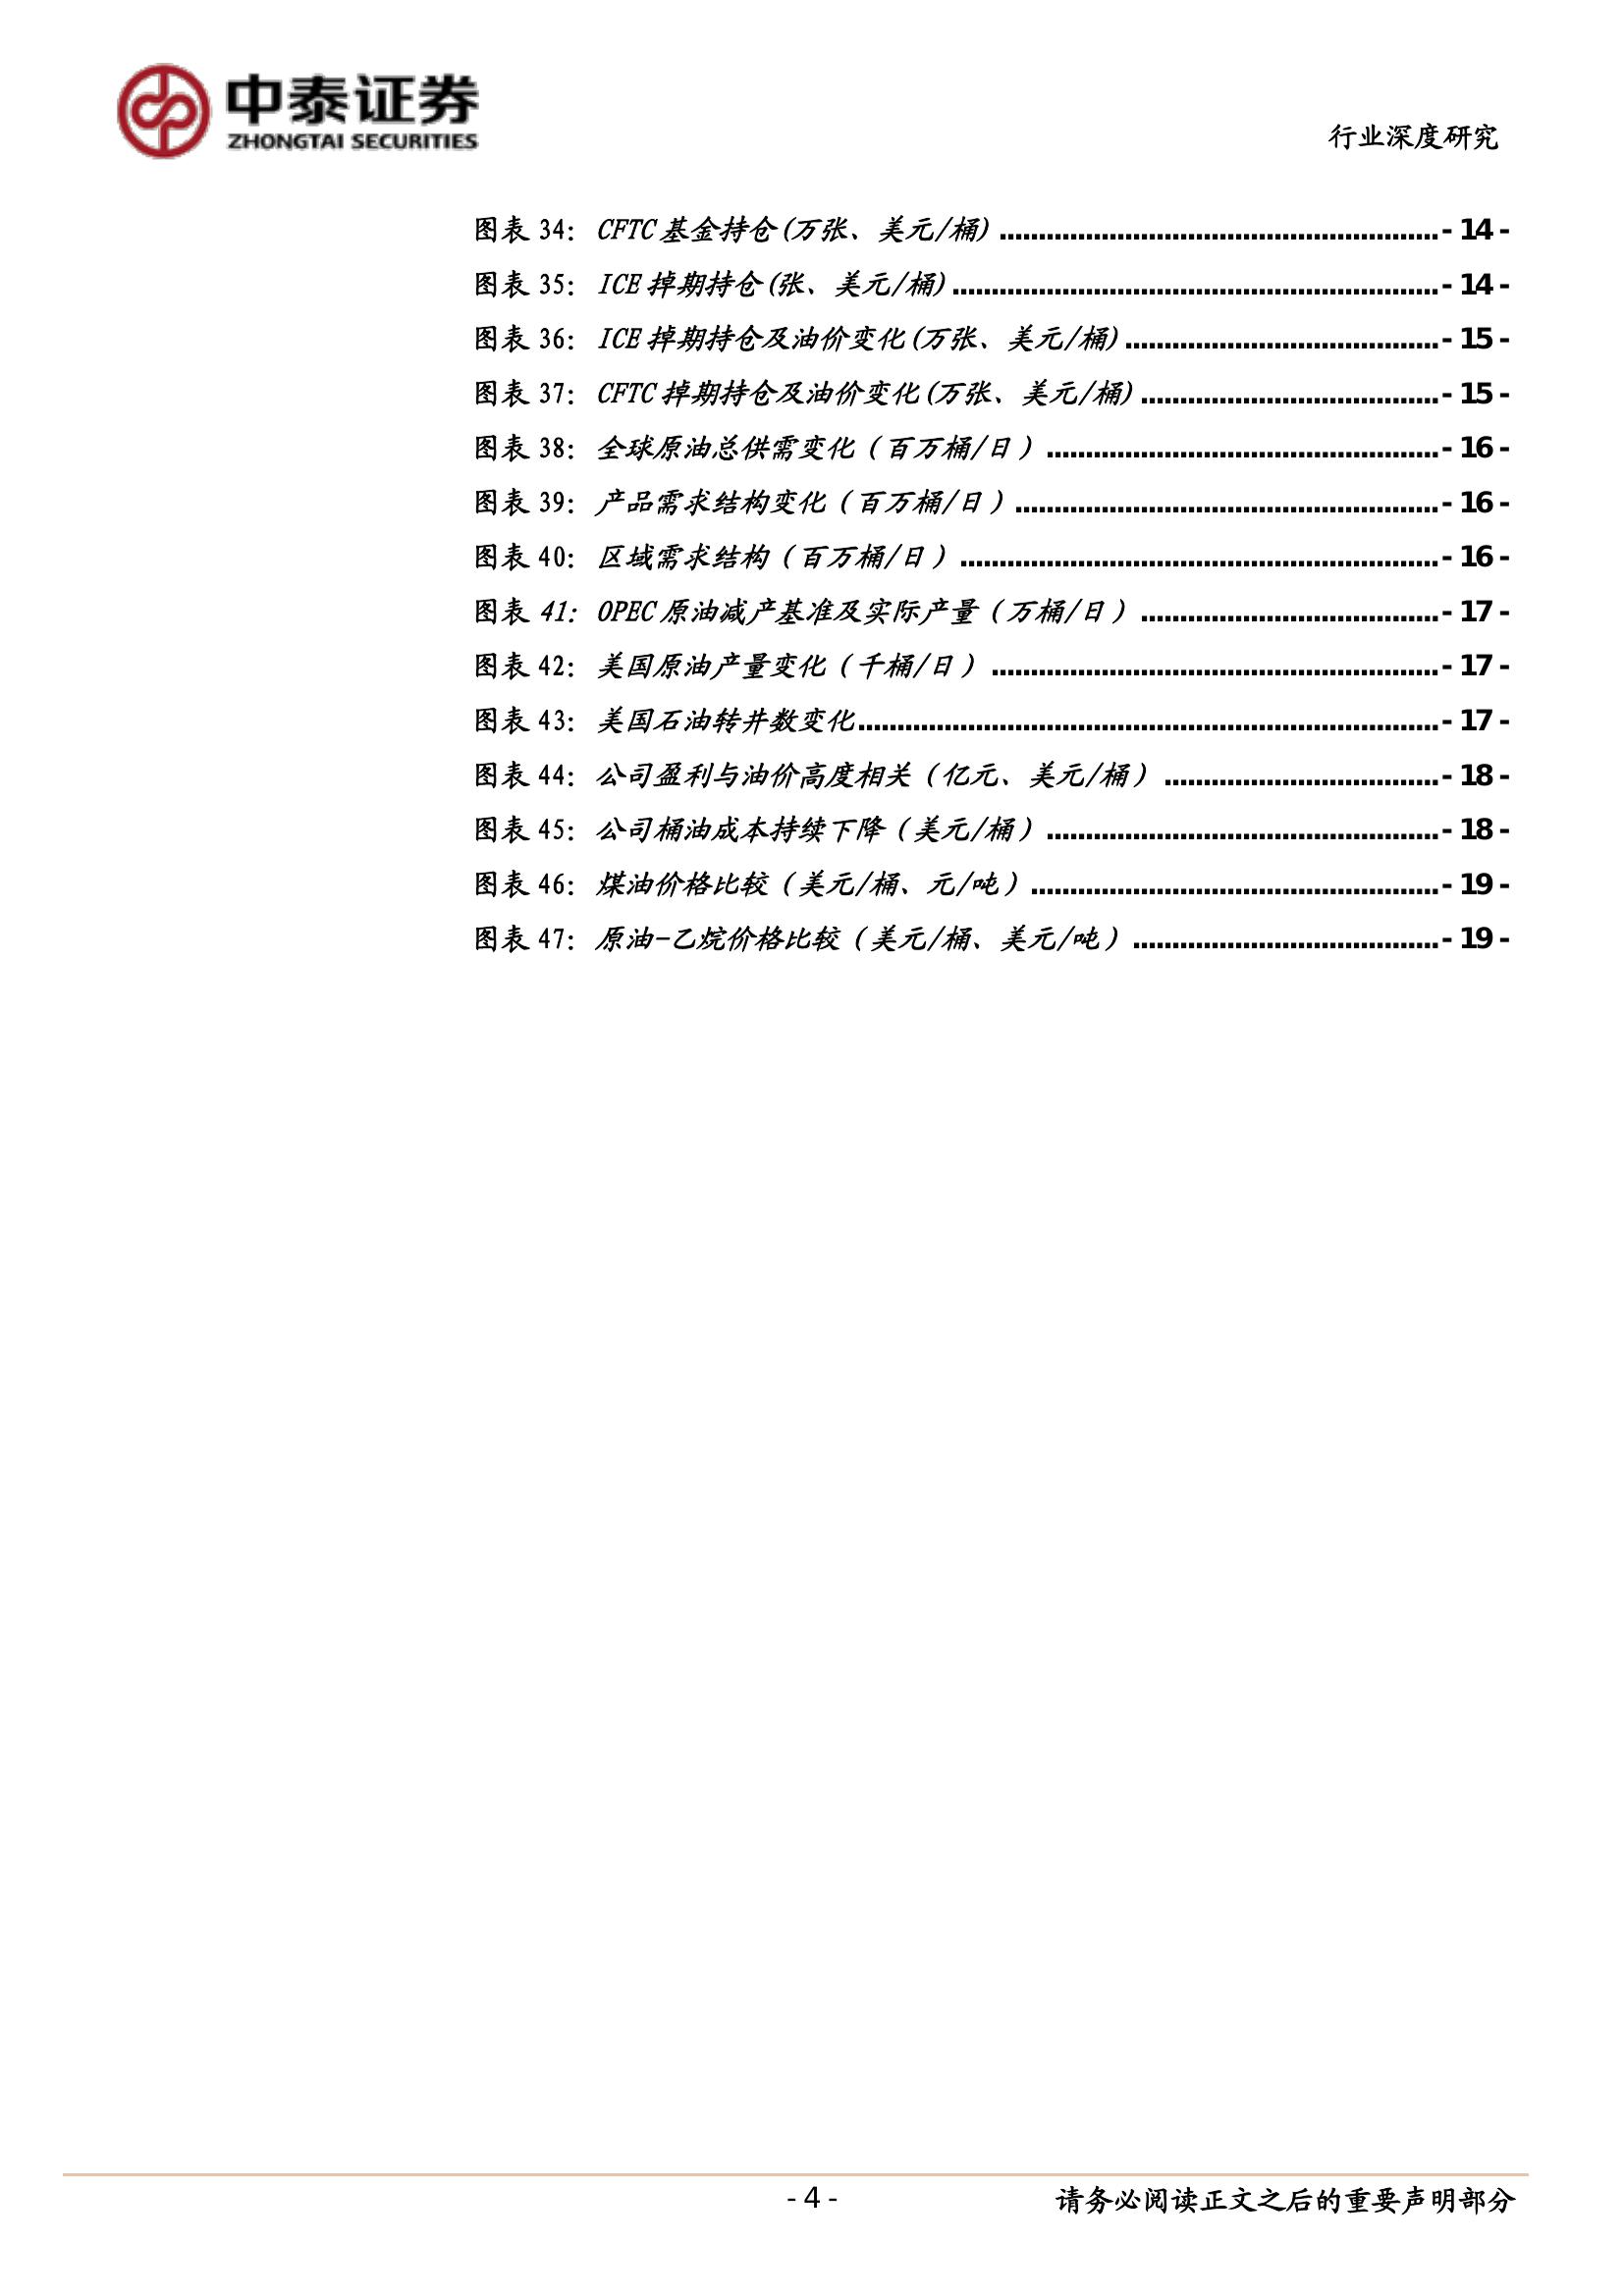 中泰证券
ZHONGTAI SECURITIES
行业深度研究
图表 34: CFTC 基金持仓(万张、美元/桶) ........................................................ - 14 -
图表 35: ICE 掉期持仓(张、美元/桶) .............................................................. - 14 -
图表 36: ICE 掉期持仓及油价变化(万张、美元/桶) ........................................ - 15 -
图表 37: CFTC 掉期持仓及油价变化(万张、美元/桶) ...................................... - 15 -
图表 38: 全球原油总供需变化（百万桶/日） .................................................. - 16 -
图表 39: 产品需求结构变化（百万桶/日） ...................................................... - 16 -
图表 40: 区域需求结构（百万桶/日） ............................................................. - 16 -
图表 41: OPEC 原油减产基准及实际产量（万桶/日） ...................................... - 17 -
图表 42: 美国原油产量变化（千桶/日） ......................................................... - 17 -
图表 43: 美国石油转井数变化 .......................................................................... - 17 -
图表 44: 公司盈利与油价高度相关（亿元、美元/桶） ................................... - 18 -
图表 45: 公司桶油成本持续下降（美元/桶） .................................................. - 18 -
图表 46: 煤油价格比较（美元/桶、元/吨） .................................................... - 19 -
图表 47: 原油-乙烷价格比较（美元/桶、美元/吨） ....................................... - 19 -
- 4 -
请务必阅读正文之后的重要声明部分